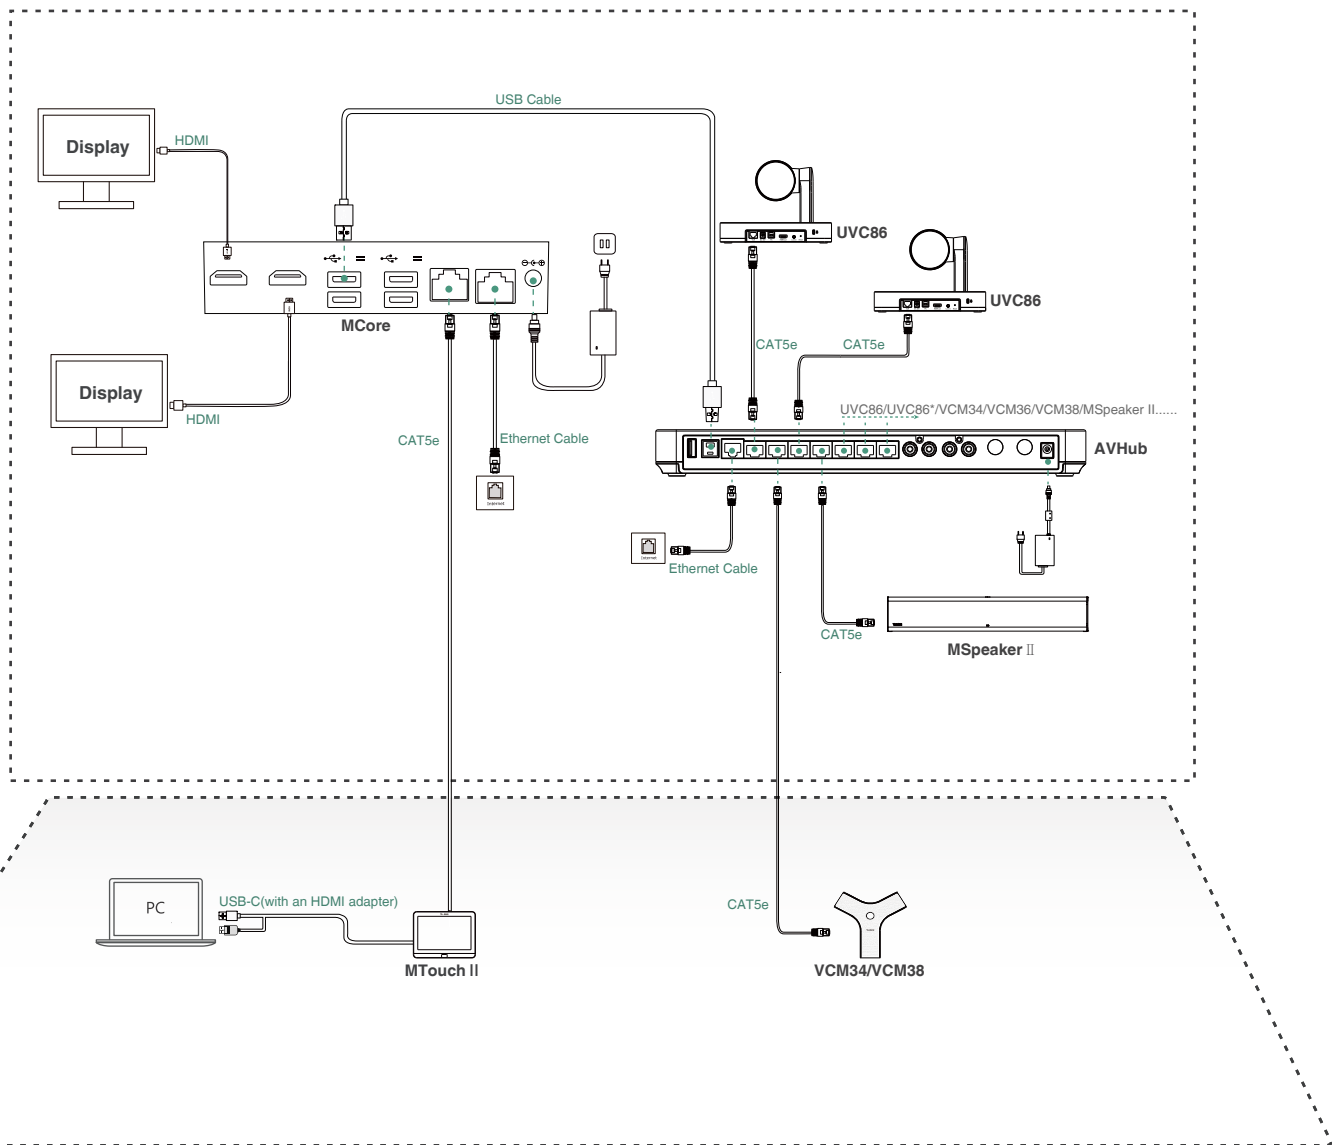 USB Cable
Display
HDMI
UVC86
UVC86
MCore
CAT5e
CAT5e
Display
HDMI
UVC86/UVC86*/VCM34/VCM36/VCM38/MSpeaker II......
CAT5e
Ethernet Cable
AVHub
Internet
Internet
Ethernet Cable
CAT5e
MSpeaker Ⅱ
PC
USB-C(with an HDMI adapter)
CAT5e
MTouch Ⅱ
VCM34/VCM38